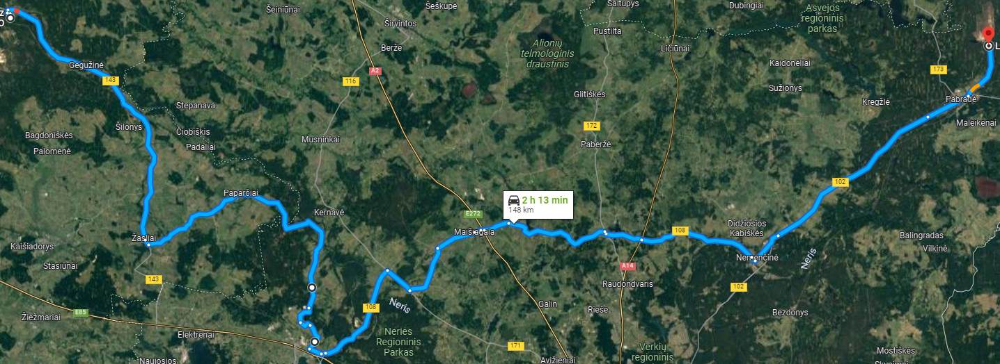 Šeiniūnai
Šeškupė
Saltupys
Dubingiai
Asvejos
regioninis
parkas
Širvintos
Pustilta
Beržė
Alionių
telmologinis
draustinis
Ličiūnai
Gegužinė
A2
Kaidonėliai
173
143
116
Glitiškės
Sužionys
Pabradė
Kregžlė
Stepanava
Šilonys
Čiobiškis
172
Maleikėnai
Bagdoniškės
Palomenė
Padaliai
Musninkai
Paberžė
102
Paparčiai
2 h 13 min
148 km
Kernavė
E272
Maišiagala
108
Didžiosios
Kabiškės
Žasliai
Balingradas
Kaišiadorys
Vilkinė
Stasiūnai
Nemenčinė
Neris
A14
143
Raudondvaris
102
108
Neris
Galin
Riešė
E85
Žiežmariai
Bezdonys
Elektrėnai
Neries
Regioninis
Parkas
171
Verkių
regioninis
Mostiškės
Naujosios
Avižieniai